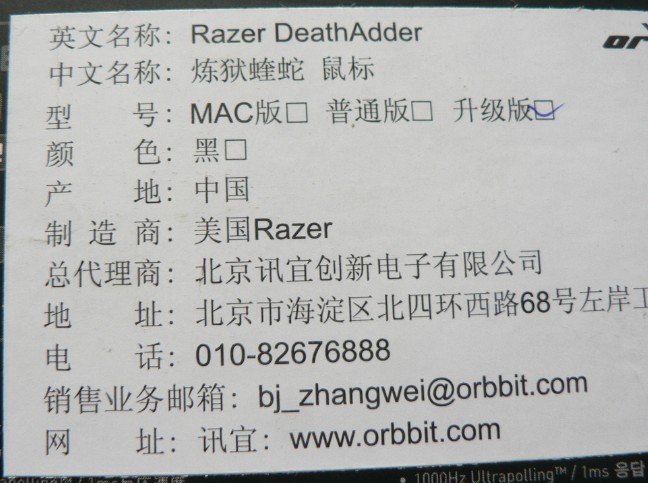 英文名称：Razer DeathAdder
中文名称：炼狱蝰蛇 鼠标
型 号：MAC版□ 普通版□ 升级版□
颜 色：黑□
产 地：中国
制 造 商：美国Razer
总代理商：北京讯宜创新电子有限公司
地 址：北京市海淀区北四环西路68号左岸工
电 话：010-82676888
销售业务邮箱：bj_zhangwei@orbbit.com
网 址：讯宜：www.orbbit.com
• 1000Hz Ultrapolling™ / 1ms 응답